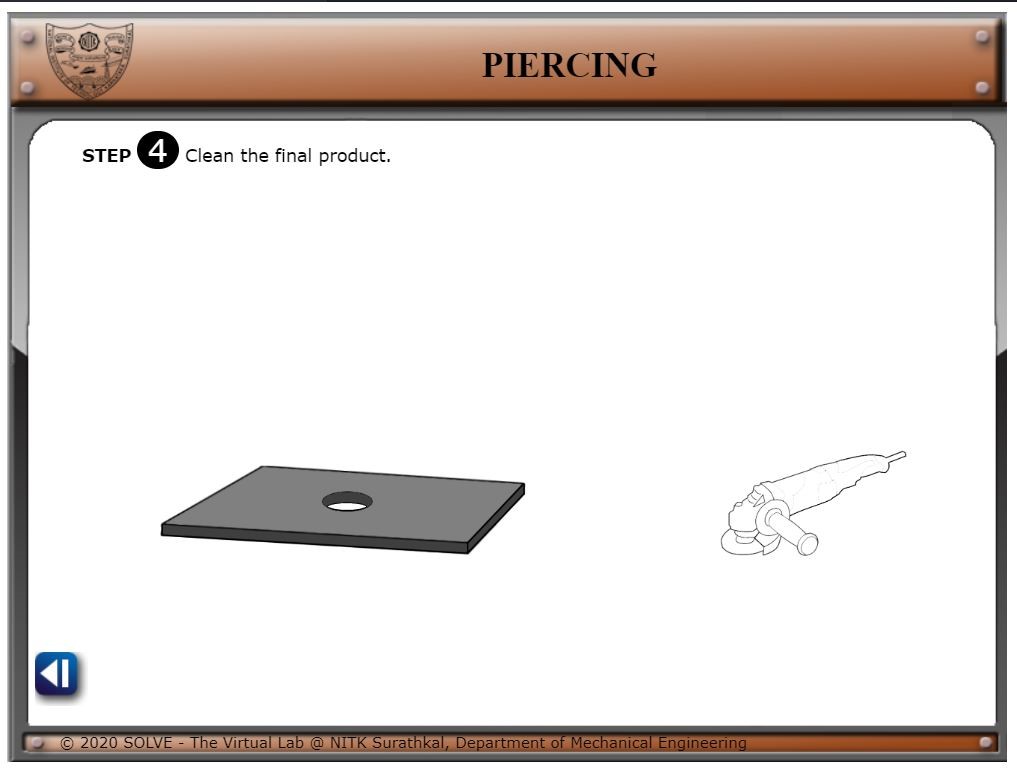 PIERCING
STEP 4 Clean the final product.
© 2020 SOLVE - The Virtual Lab @ NITK Surathkal, Department of Mechanical Engineering